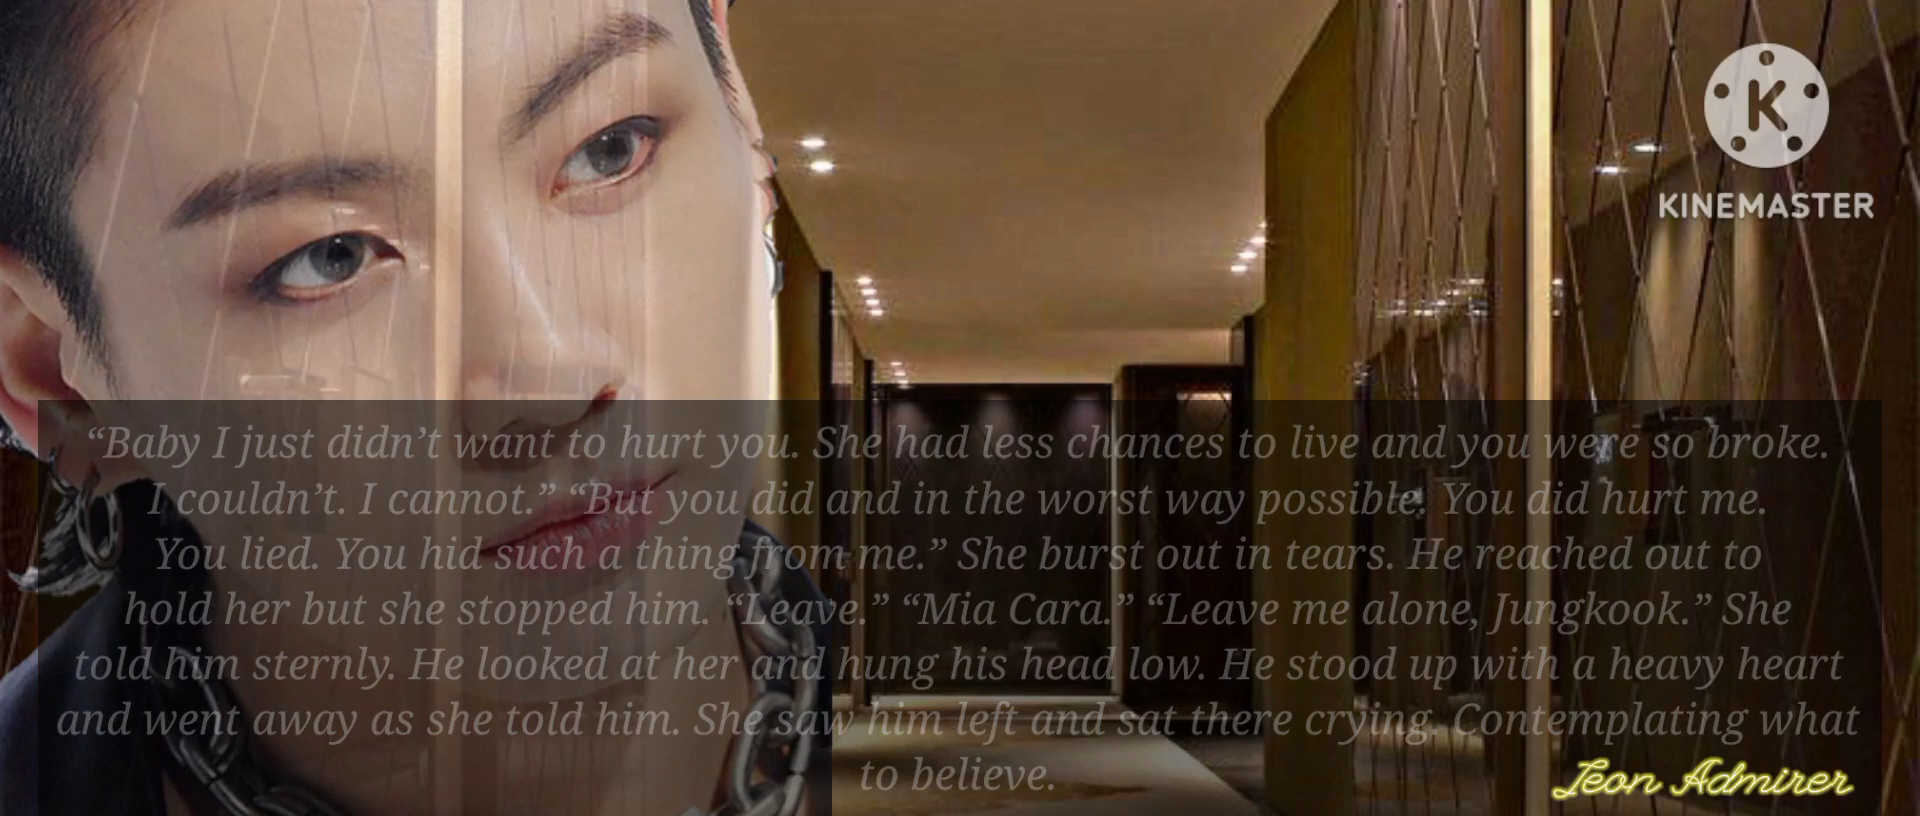 K
KINEMASTER
“Baby I just didn’t want to hurt you. She had less chances to live and you were so broke.
I couldn’t. I cannot.” “But you did and in the worst way possible. You did hurt me.
You lied. You hid such a thing from me.” She burst out in tears. He reached out to
hold her but she stopped him. “Leave.” “Mia Cara.” “Leave me alone, Jungkook.” She
told him sternly. He looked at her and hung his head low. He stood up with a heavy heart
and went away as she told him. She saw him left and sat there crying. Contemplating what
to believe.
Jeon Admirer